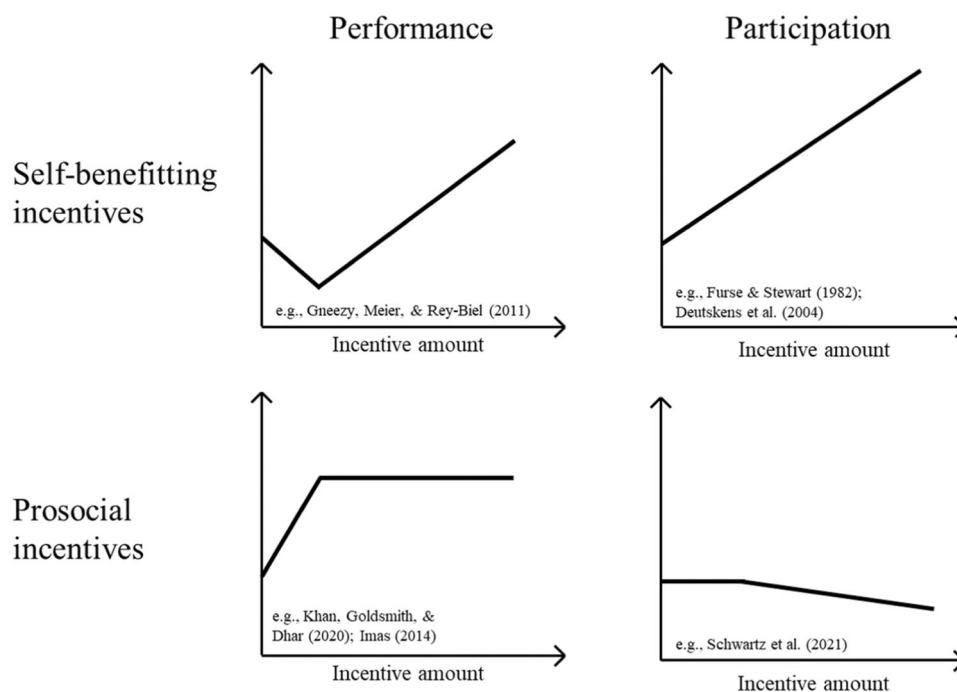 Performance
Participation
Self-benefitting
incentives
e.g., Gneezy, Meier, & Rey-Biel (2011)
Incentive amount
e.g., Furse & Stewart (1982);
Deutskens et al. (2004)
Incentive amount
Prosocial
incentives
e.g., Khan, Goldsmith, &
Dhar (2020); Imas (2014)
Incentive amount
e.g., Schwartz et al. (2021)
Incentive amount